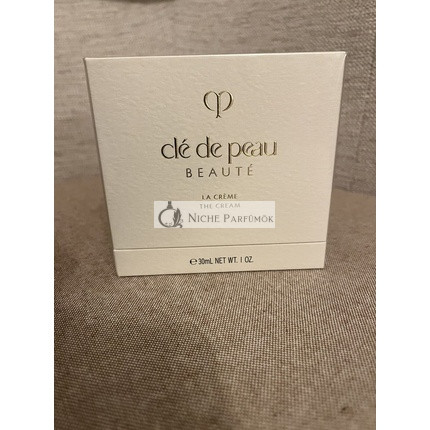 clé de peau
BEAUTÉ
LA CRÈME
THE CREAM
NICHE PARFÜMÖK
℮30mL NET WT. 1 OZ.